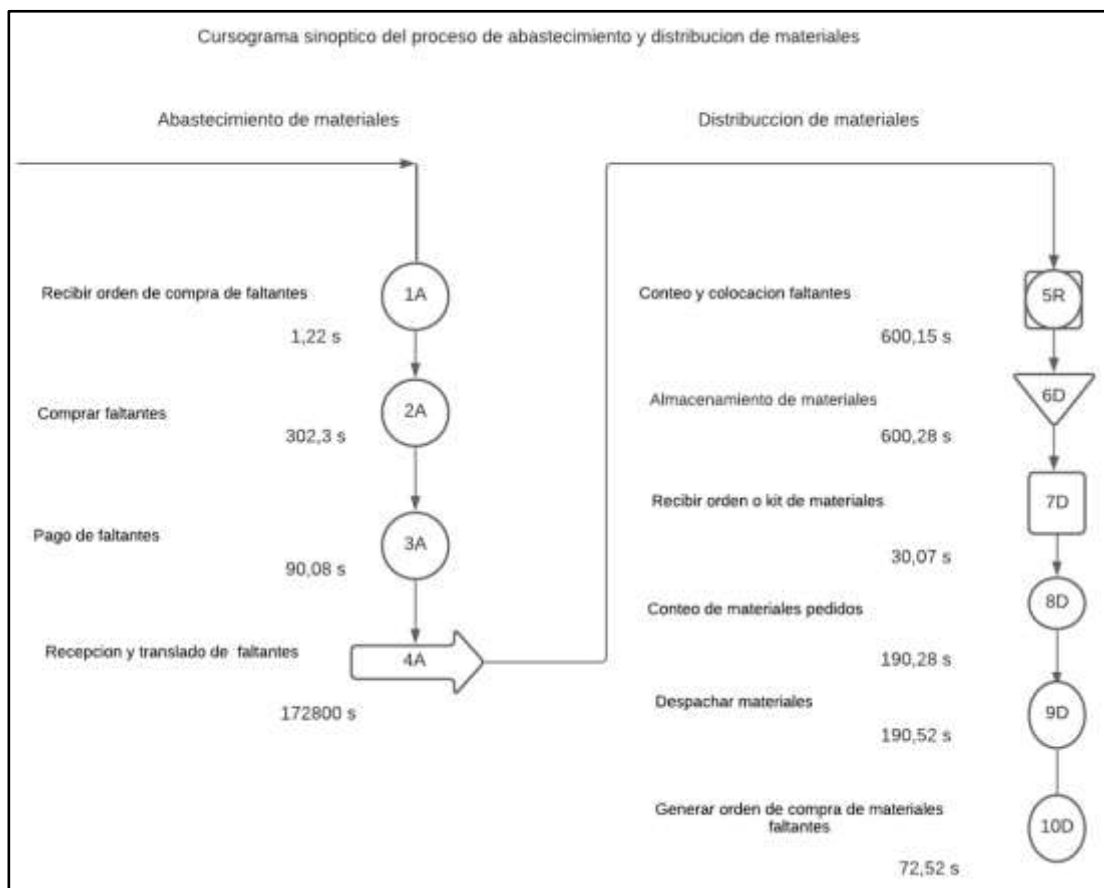 Cursograma sinoptico del proceso de abastecimiento y distribucion de materiales
Abastecimiento de materiales
Recibir orden de compra de faltantes
1A
1,22 s
Comprar faltantes
2A
302,3 s
Pago de faltantes
3A
90,08 s
Recepcion y translado de faltantes
4A
172800 s
Distribuccion de materiales
Conteo y colocacion faltantes
5R
600,15 s
Almacenamiento de materiales
6D
600,28 s
Recibir orden o kit de materiales
7D
30,07 s
Conteo de materiales pedidos
8D
190,28 s
Despachar materiales
9D
190,52 s
Generar orden de compra de materiales
faltantes
10D
72,52 s